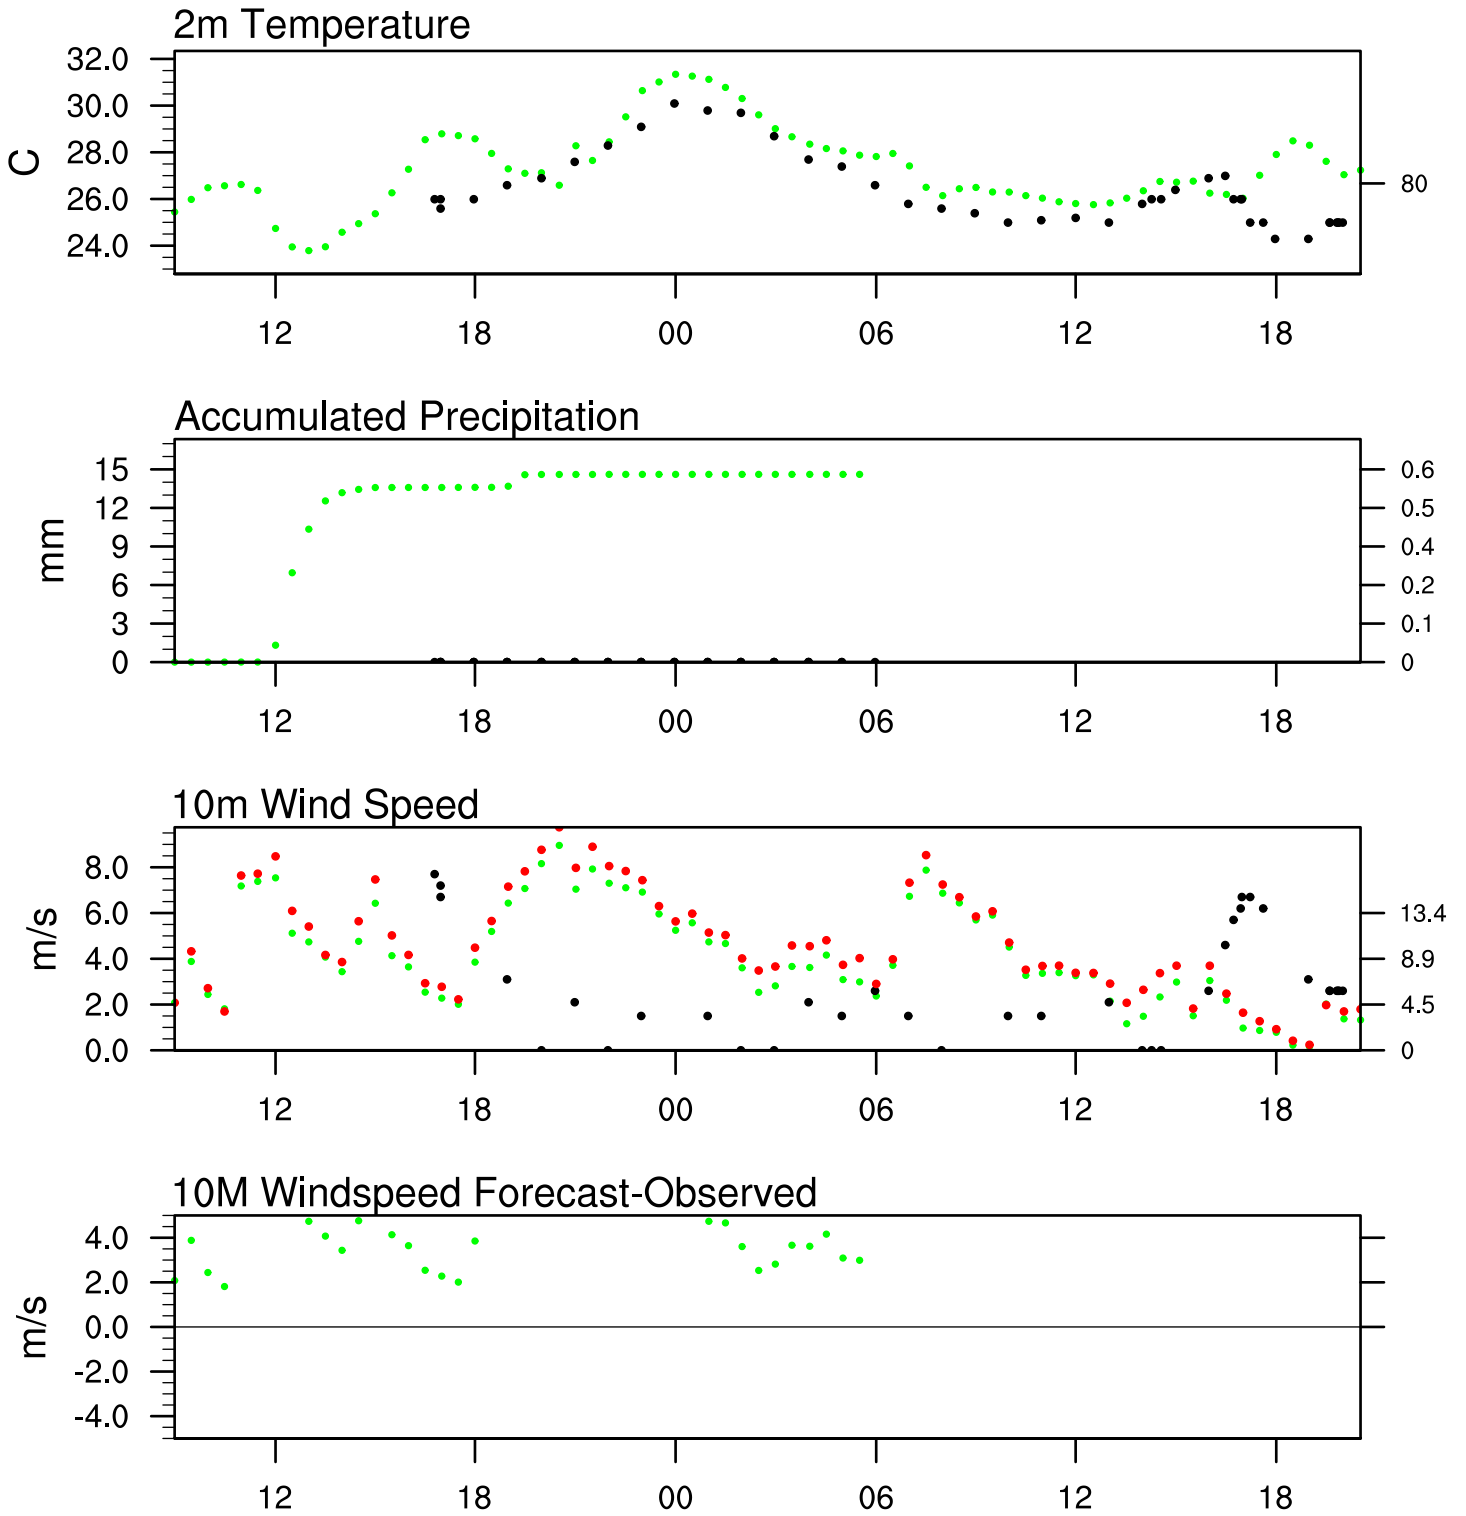 2m Temperature
32.0
30.0
28.0
26.0
24.0
C
80
12 18 00 06 12 18
Accumulated Precipitation
15
12
9
6
3
0
mm
0.6
0.5
0.4
0.2
0.1
0
12 18 00 06 12 18
10m Wind Speed
8.0
6.0
4.0
2.0
0.0
m/s
13.4
8.9
4.5
0
12 18 00 06 12 18
10M Windspeed Forecast-Observed
4.0
2.0
0.0
-2.0
-4.0
m/s
12 18 00 06 12 18